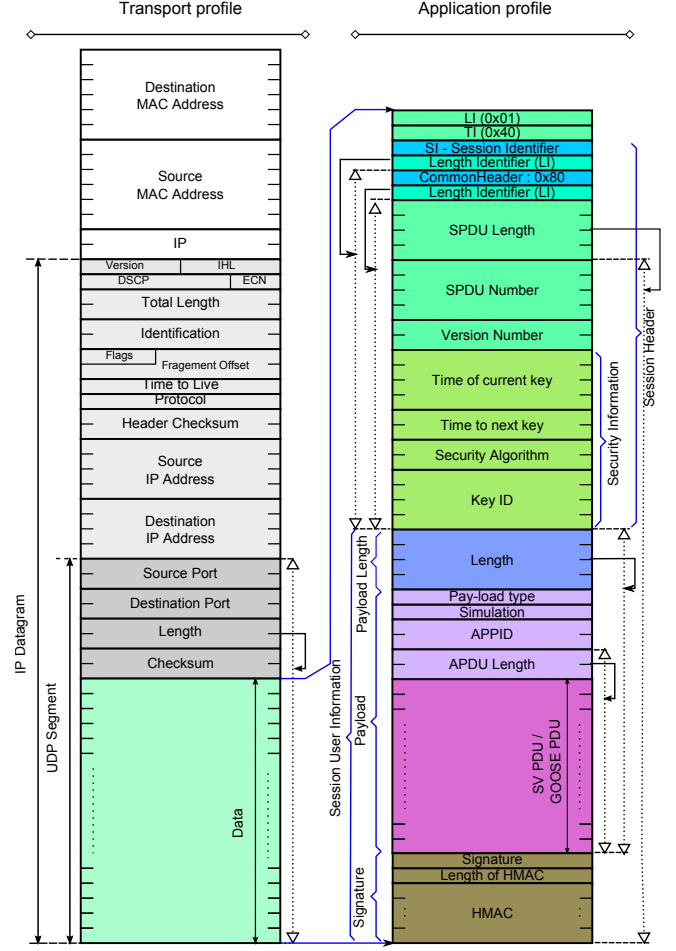 Transport profile
Application profile
Destination
MAC Address
Source
MAC Address
IP
Version
IHL
DSCP
ECN
Total Length
Identification
Flags
Fragement Offset
Time to Live
Protocol
Header Checksum
Source
IP Address
Destination
IP Address
Source Port
Destination Port
Length
Checksum
Data
IP Datagram
UDP Segment
LI (0x01)
TI (0x40)
SI - Session Identifier
Length Identifier (LI)
CommonHeader : 0x80
Length Identifier (LI)
SPDU Length
SPDU Number
Version Number
Time of current key
Time to next key
Security Algorithm
Key ID
Length
Pay-load type
Simulation
APPID
APDU Length
SV PDU /
GOOSE PDU
Signature
Length of HMAC
HMAC
Security Information
Session Header
Session User Information
Payload Length
Payload
Signature